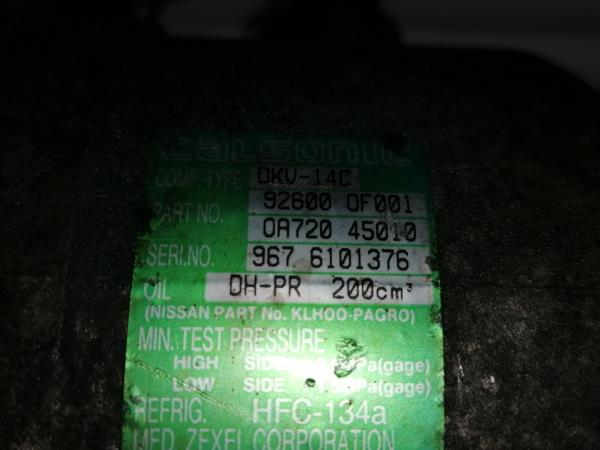 calsonic
COMP. TYPE DKV-14C
PART NO. 92600 0F001
0A720 45010
SERI.NO. 967 6101376
OIL DH-PR 200cm³
(NISSAN PART No. KLH00-PAGR0)
MIN. TEST PRESSURE
HIGH SIDE Pa(gage)
LOW SIDE Pa(gage)
REFRIG. HFC-134a
MFD. ZEXEL CORPORATION